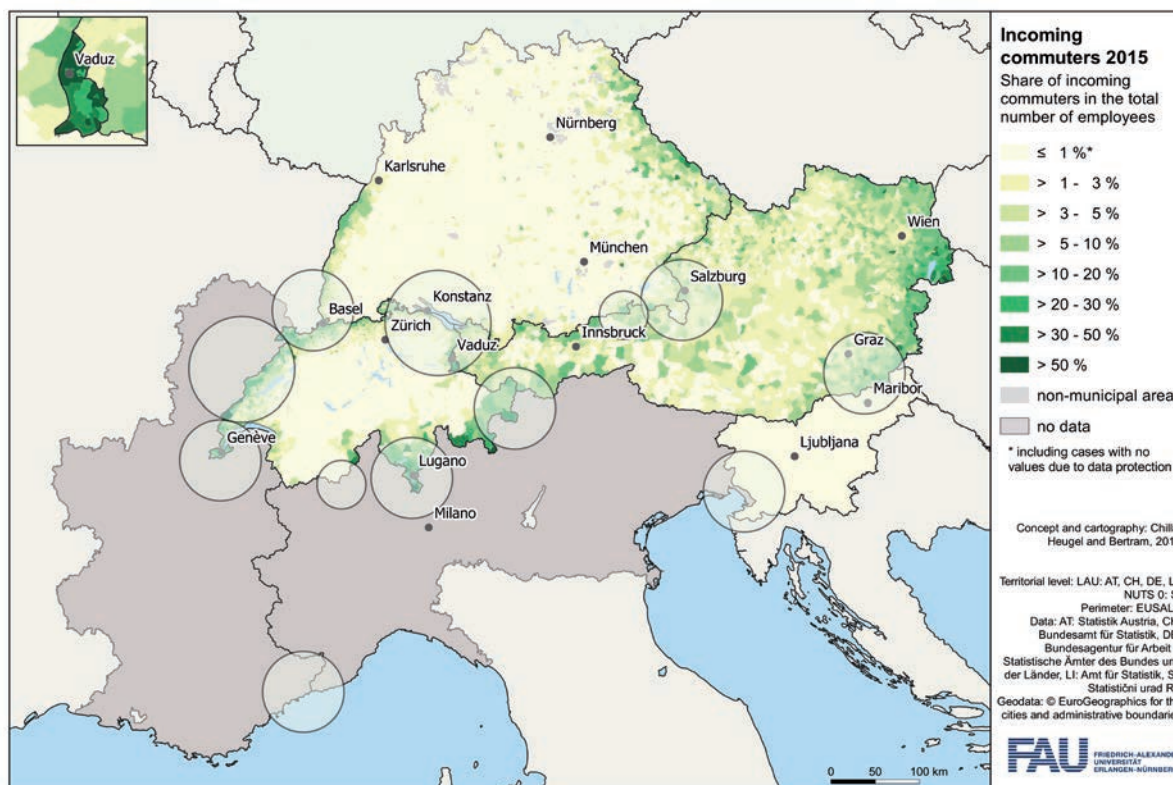 Vaduz
Nürnberg
Karlsruhe
Wien
München
Salzburg
Basel
Konstanz
Zürich
Innsbruck
Vaduz
Graz
Maribor
Genève
Lugano
Ljubljana
Milano
0 50 100 km
Incoming
commuters 2015
Share of incoming
commuters in the total
number of employees
≤ 1 %*
> 1 - 3 %
> 3 - 5 %
> 5 - 10 %
> 10 - 20 %
> 20 - 30 %
> 30 - 50 %
> 50 %
non-municipal area
no data
* including cases with no
values due to data protection
Concept and cartography: Chill
Heugel and Bertram, 201
Territorial level: LAU: AT, CH, DE, L
NUTS 0: S
Perimeter: EUSAL
Data: AT: Statistik Austria, CH
Bundesamt für Statistik, DE
Bundesagentur für Arbeit
Statistische Ämter des Bundes un
der Länder, LI: Amt für Statistik, S
Statistični urad R
Geodata: © EuroGeographics for th
cities and administrative boundarie
FAU
FRIEDRICH-ALEXANDE
UNIVERSITÄT
ERLANGEN-NÜRNBER